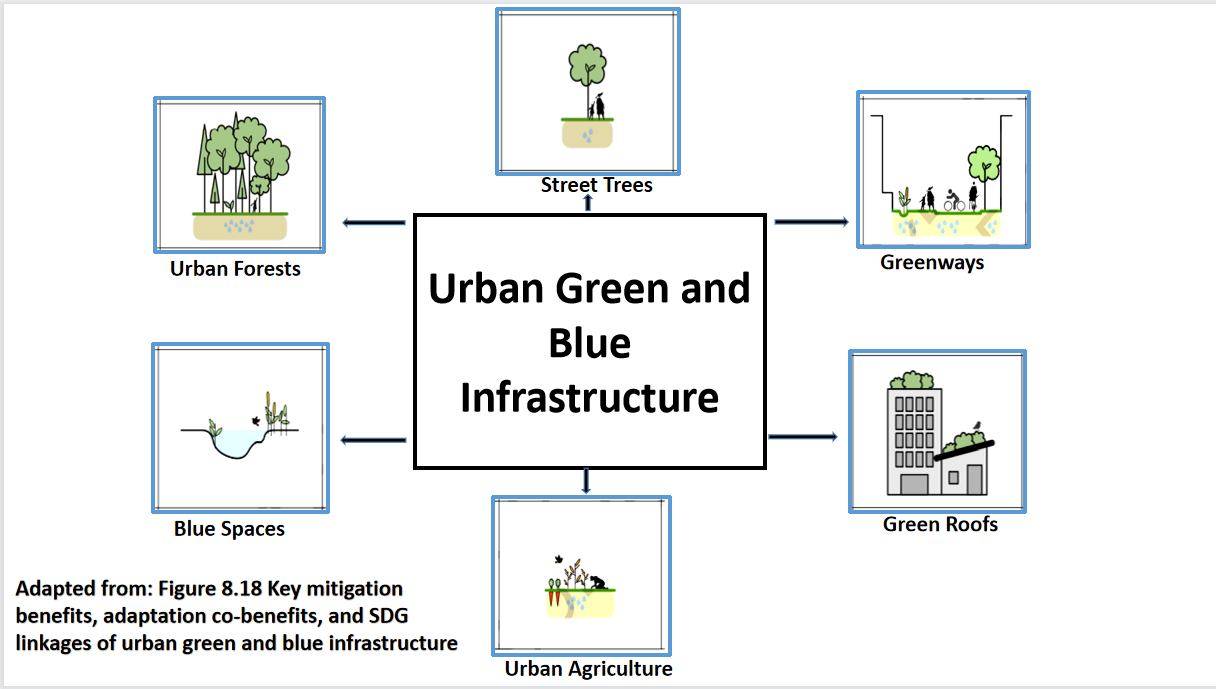 Street Trees
Urban Forests
Greenways
Urban Green and
Blue
Infrastructure
Blue Spaces
Green Roofs
Urban Agriculture
Adapted from: Figure 8.18 Key mitigation
benefits, adaptation co-benefits, and SDG
linkages of urban green and blue infrastructure